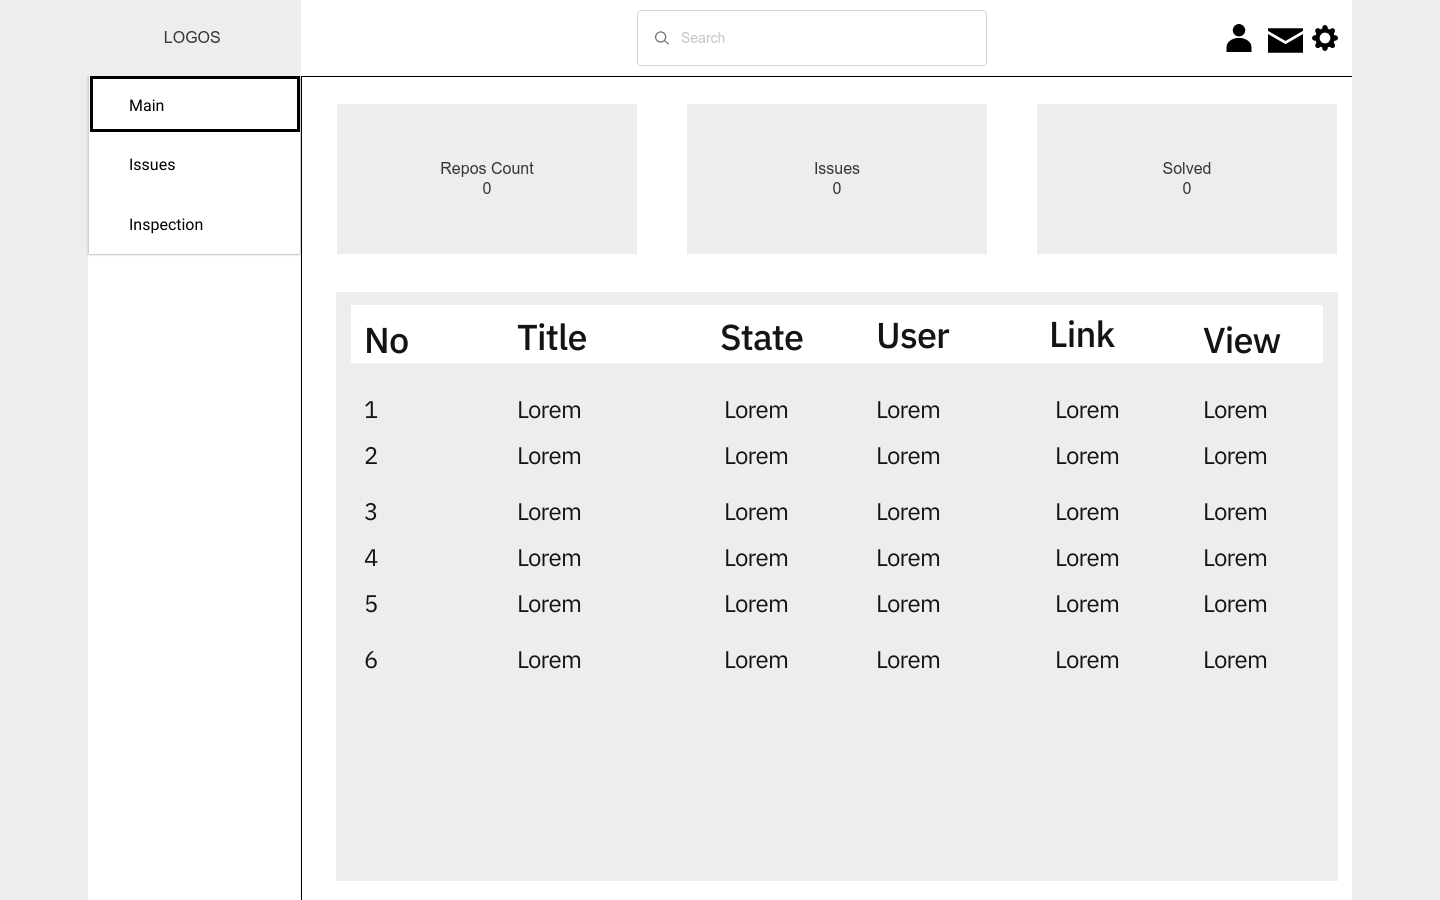 LOGOS
Search
Main
Issues
Inspection
Repos Count
0
Issues
0
Solved
0
No Title State User Link View
1 Lorem Lorem Lorem Lorem Lorem
2 Lorem Lorem Lorem Lorem Lorem
3 Lorem Lorem Lorem Lorem Lorem
4 Lorem Lorem Lorem Lorem Lorem
5 Lorem Lorem Lorem Lorem Lorem
6 Lorem Lorem Lorem Lorem Lorem